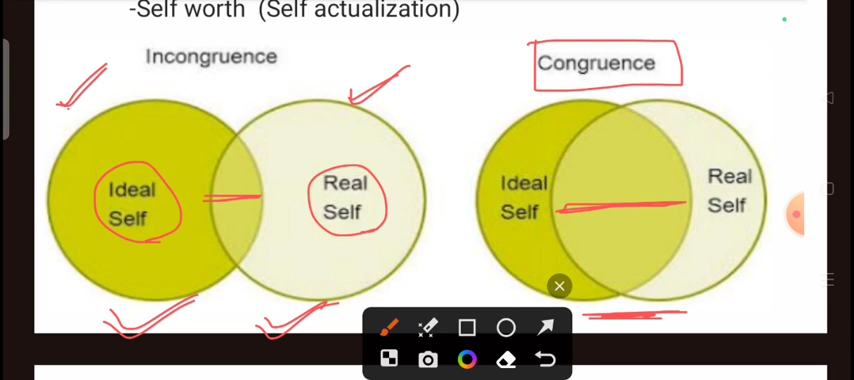 -Self worth (Self actualization)
Incongruence
Congruence
Ideal
Self
Real
Self
Ideal
Self
Real
Self